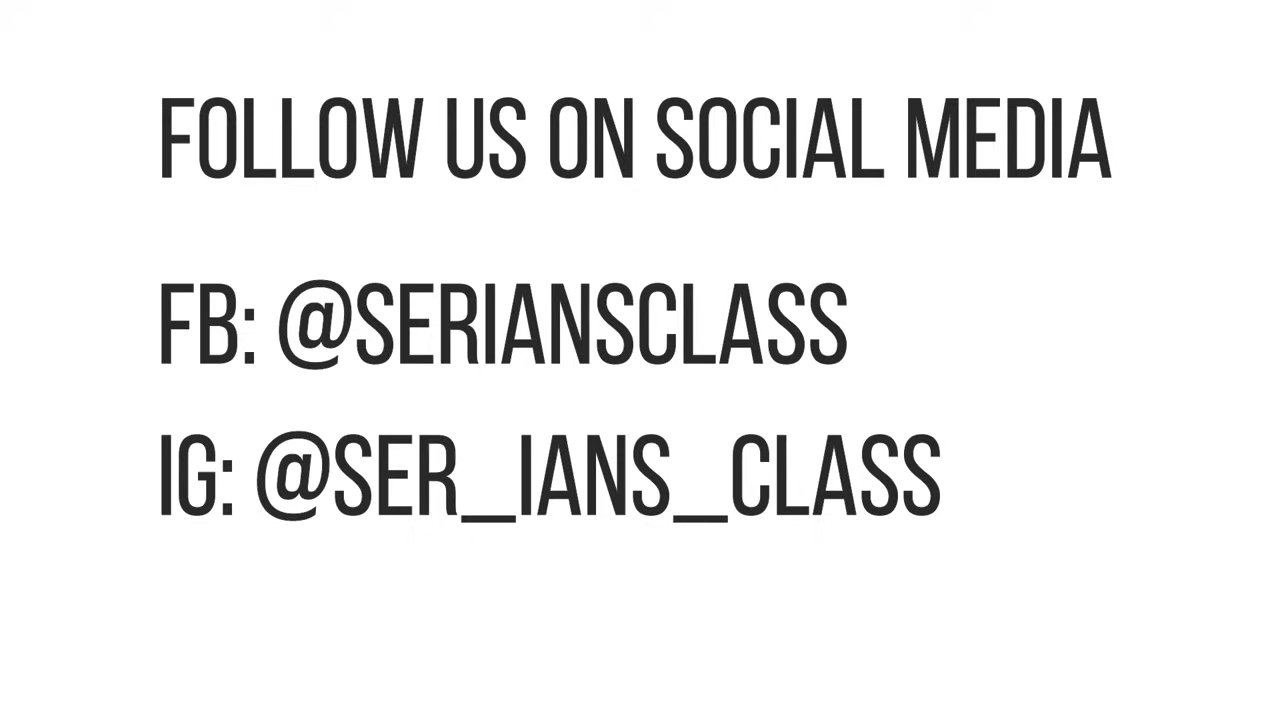 FOLLOW US ON SOCIAL MEDIA
FB: @SERIANSCLASS
IG: @SER_IANS_CLASS